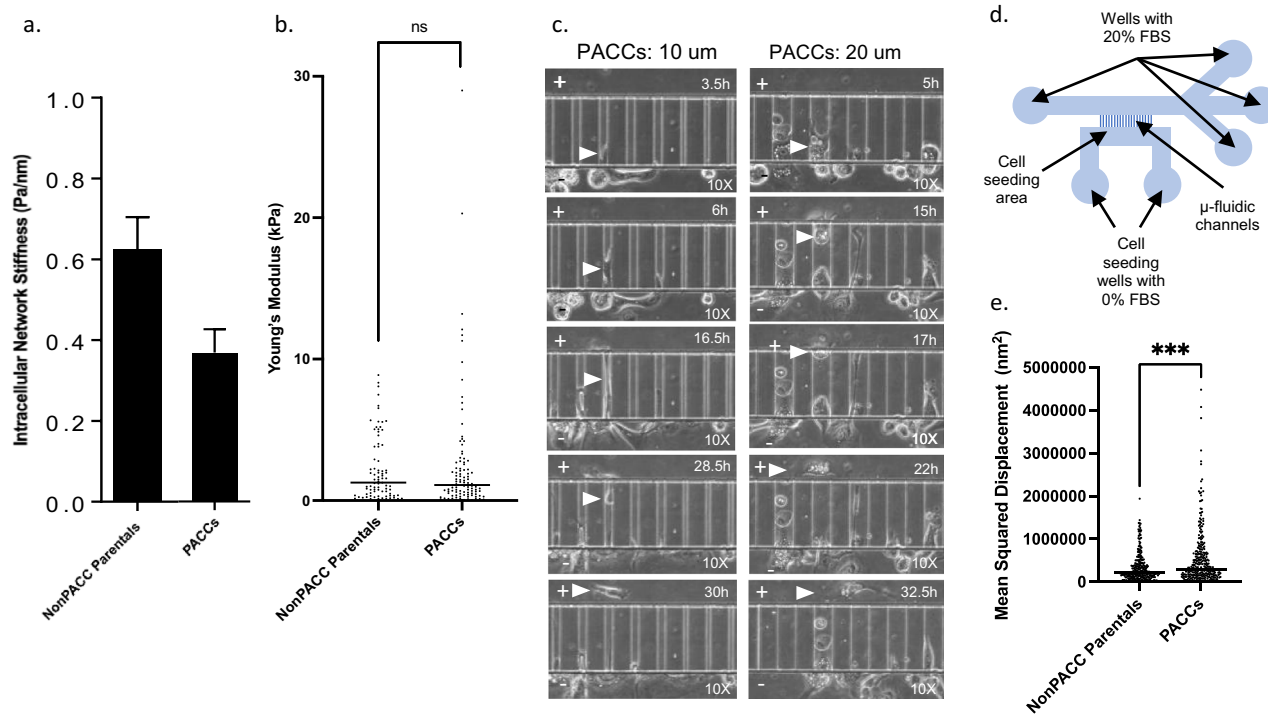 a.
Intracellular Network Stiffness (Pa/nm)
1.0
0.8
0.6
0.4
0.2
0.0
NonPACC Parentals
PACCs
b.
ns
Young's Modulus (kPa)
30
20
10
0
NonPACC Parentals
PACCs
c.
PACCs: 10 um
PACCs: 20 um
+
3.5h
-
10X
+
5h
-
10X
+
6h
-
10X
+
15h
-
10X
+
16.5h
-
10X
+
17h
-
10X
+
28.5h
-
10X
+
22h
-
10X
+
30h
-
10X
+
32.5h
-
10X
d.
Wells with
20% FBS
Cell
seeding
area
μ-fluidic
channels
Cell
seeding
wells with
0% FBS
e.
***
Mean Squared Displacement (nm²)
5000000
4000000
3000000
2000000
1000000
0
NonPACC Parentals
PACCs